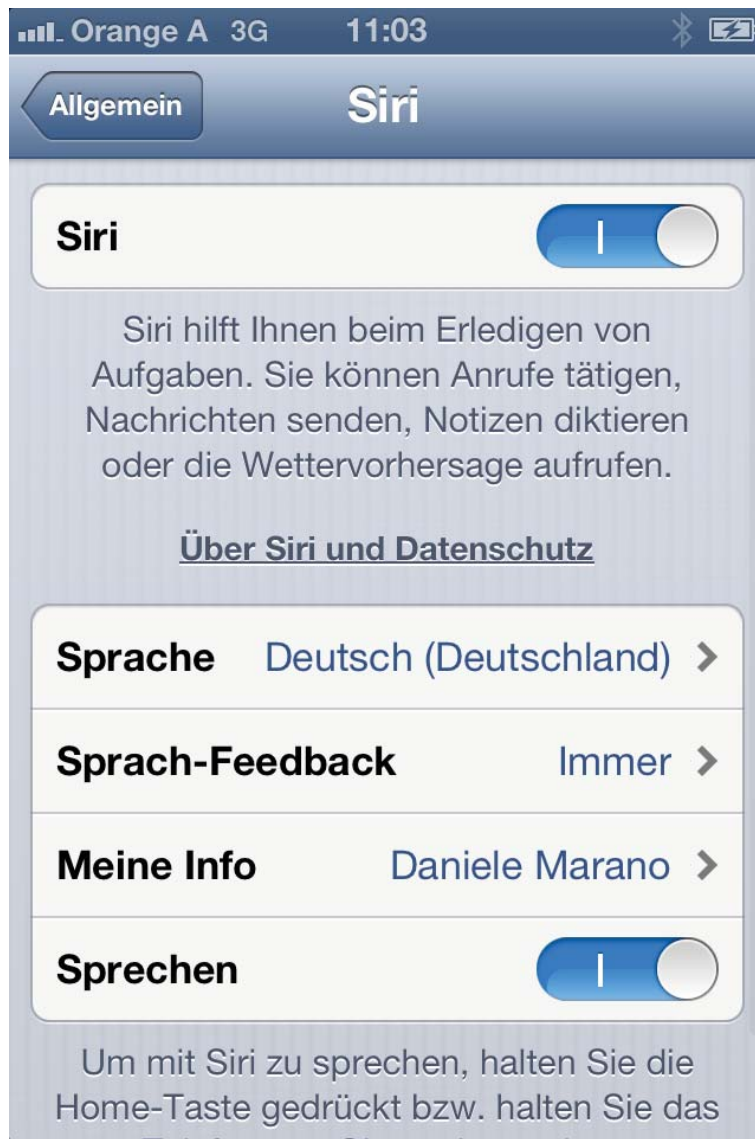 Orange A 3G 11:03
Allgemein Siri
Siri
Siri hilft Ihnen beim Erledigen von
Aufgaben. Sie können Anrufe tätigen,
Nachrichten senden, Notizen diktieren
oder die Wettervorhersage aufrufen.
Über Siri und Datenschutz
Sprache Deutsch (Deutschland)
Sprach-Feedback Immer
Meine Info Daniele Marano
Sprechen
Um mit Siri zu sprechen, halten Sie die
Home-Taste gedrückt bzw. halten Sie das